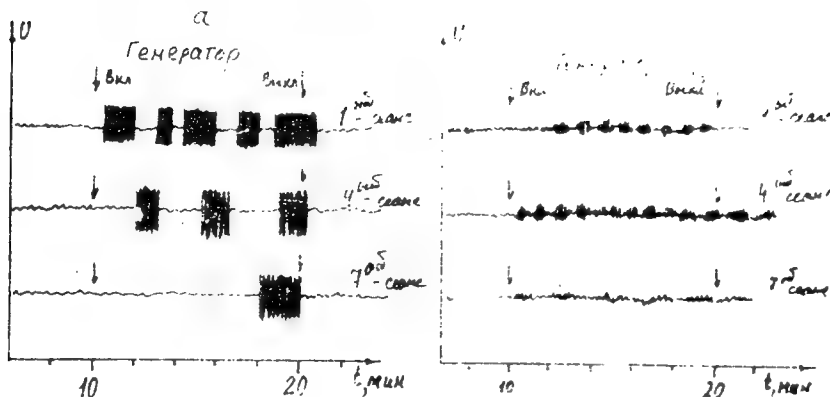 U
а
Генератор
Вкл
Выкл
1-ый сеанс
4-ый сеанс
7-ой сеанс
10
20
t, мин
U
Вкл
Выкл
сеанс
4-ый сеанс
7-ой сеанс
10
20
t, мин